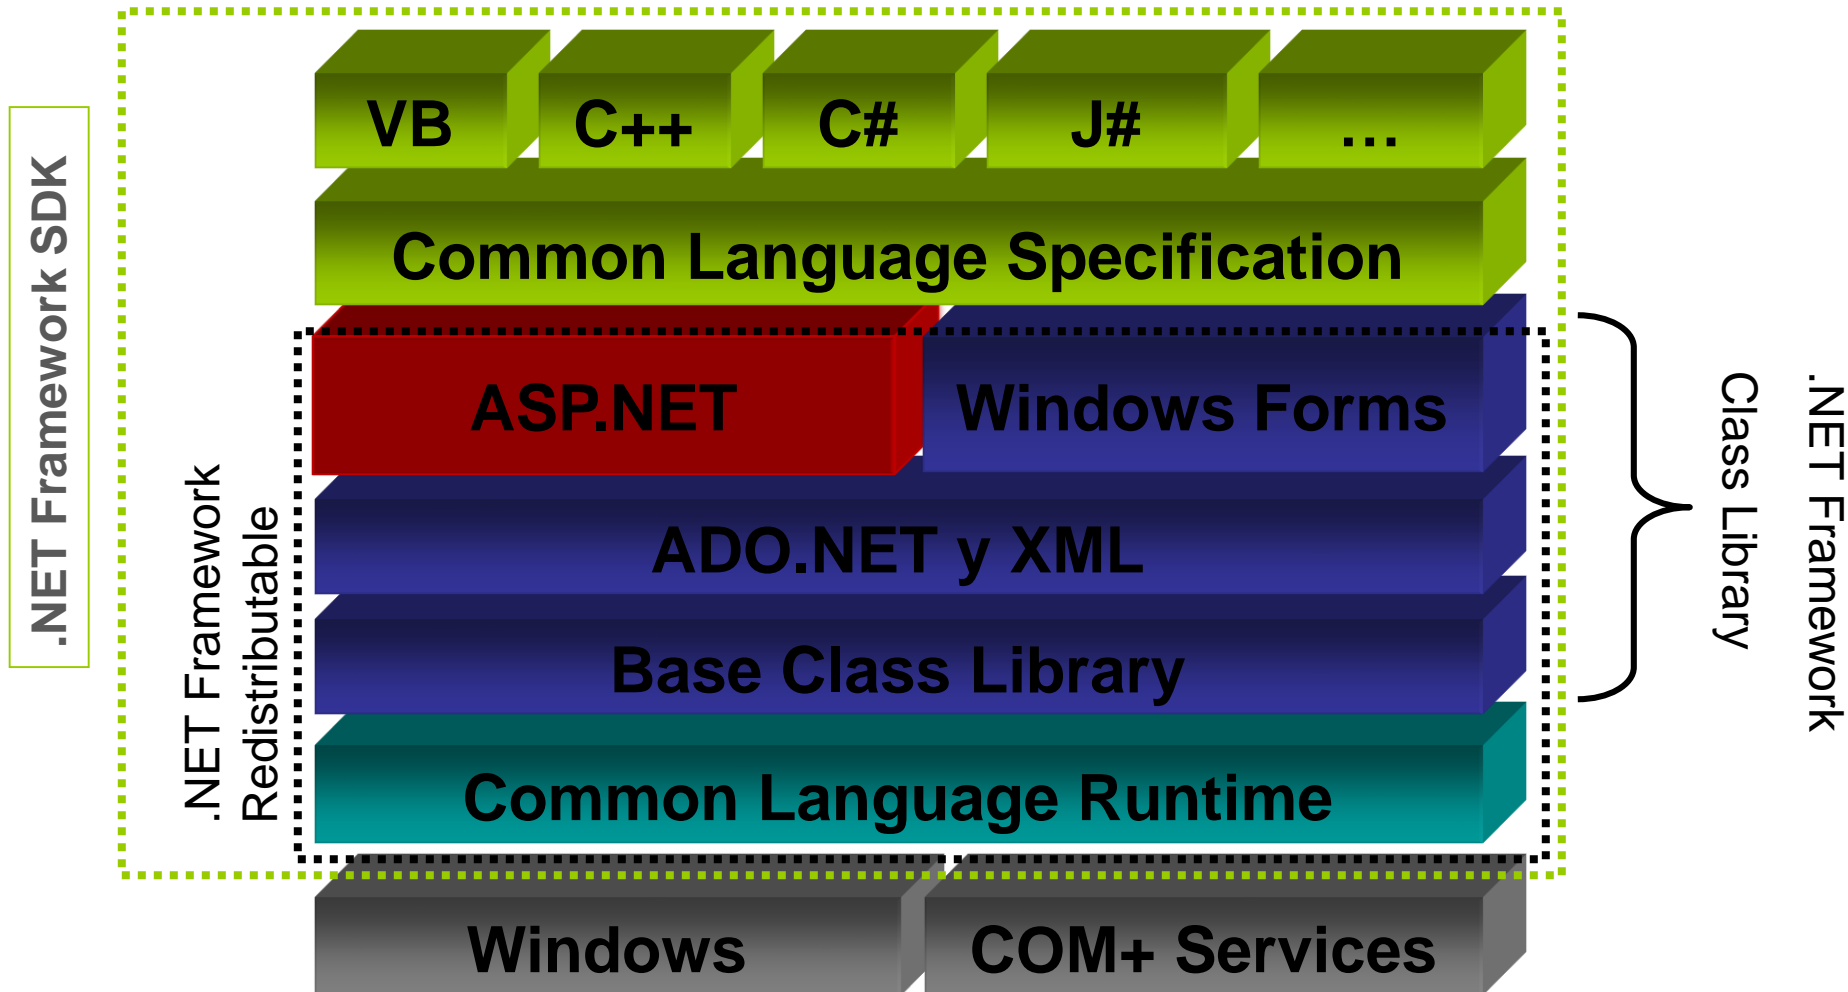 .NET Framework SDK
VB
C++
C#
J#
…
Common Language Specification
ASP.NET
Windows Forms
ADO.NET y XML
Base Class Library
Common Language Runtime
Windows
COM+ Services
.NET Framework
Redistributable
.NET Framework
Class Library